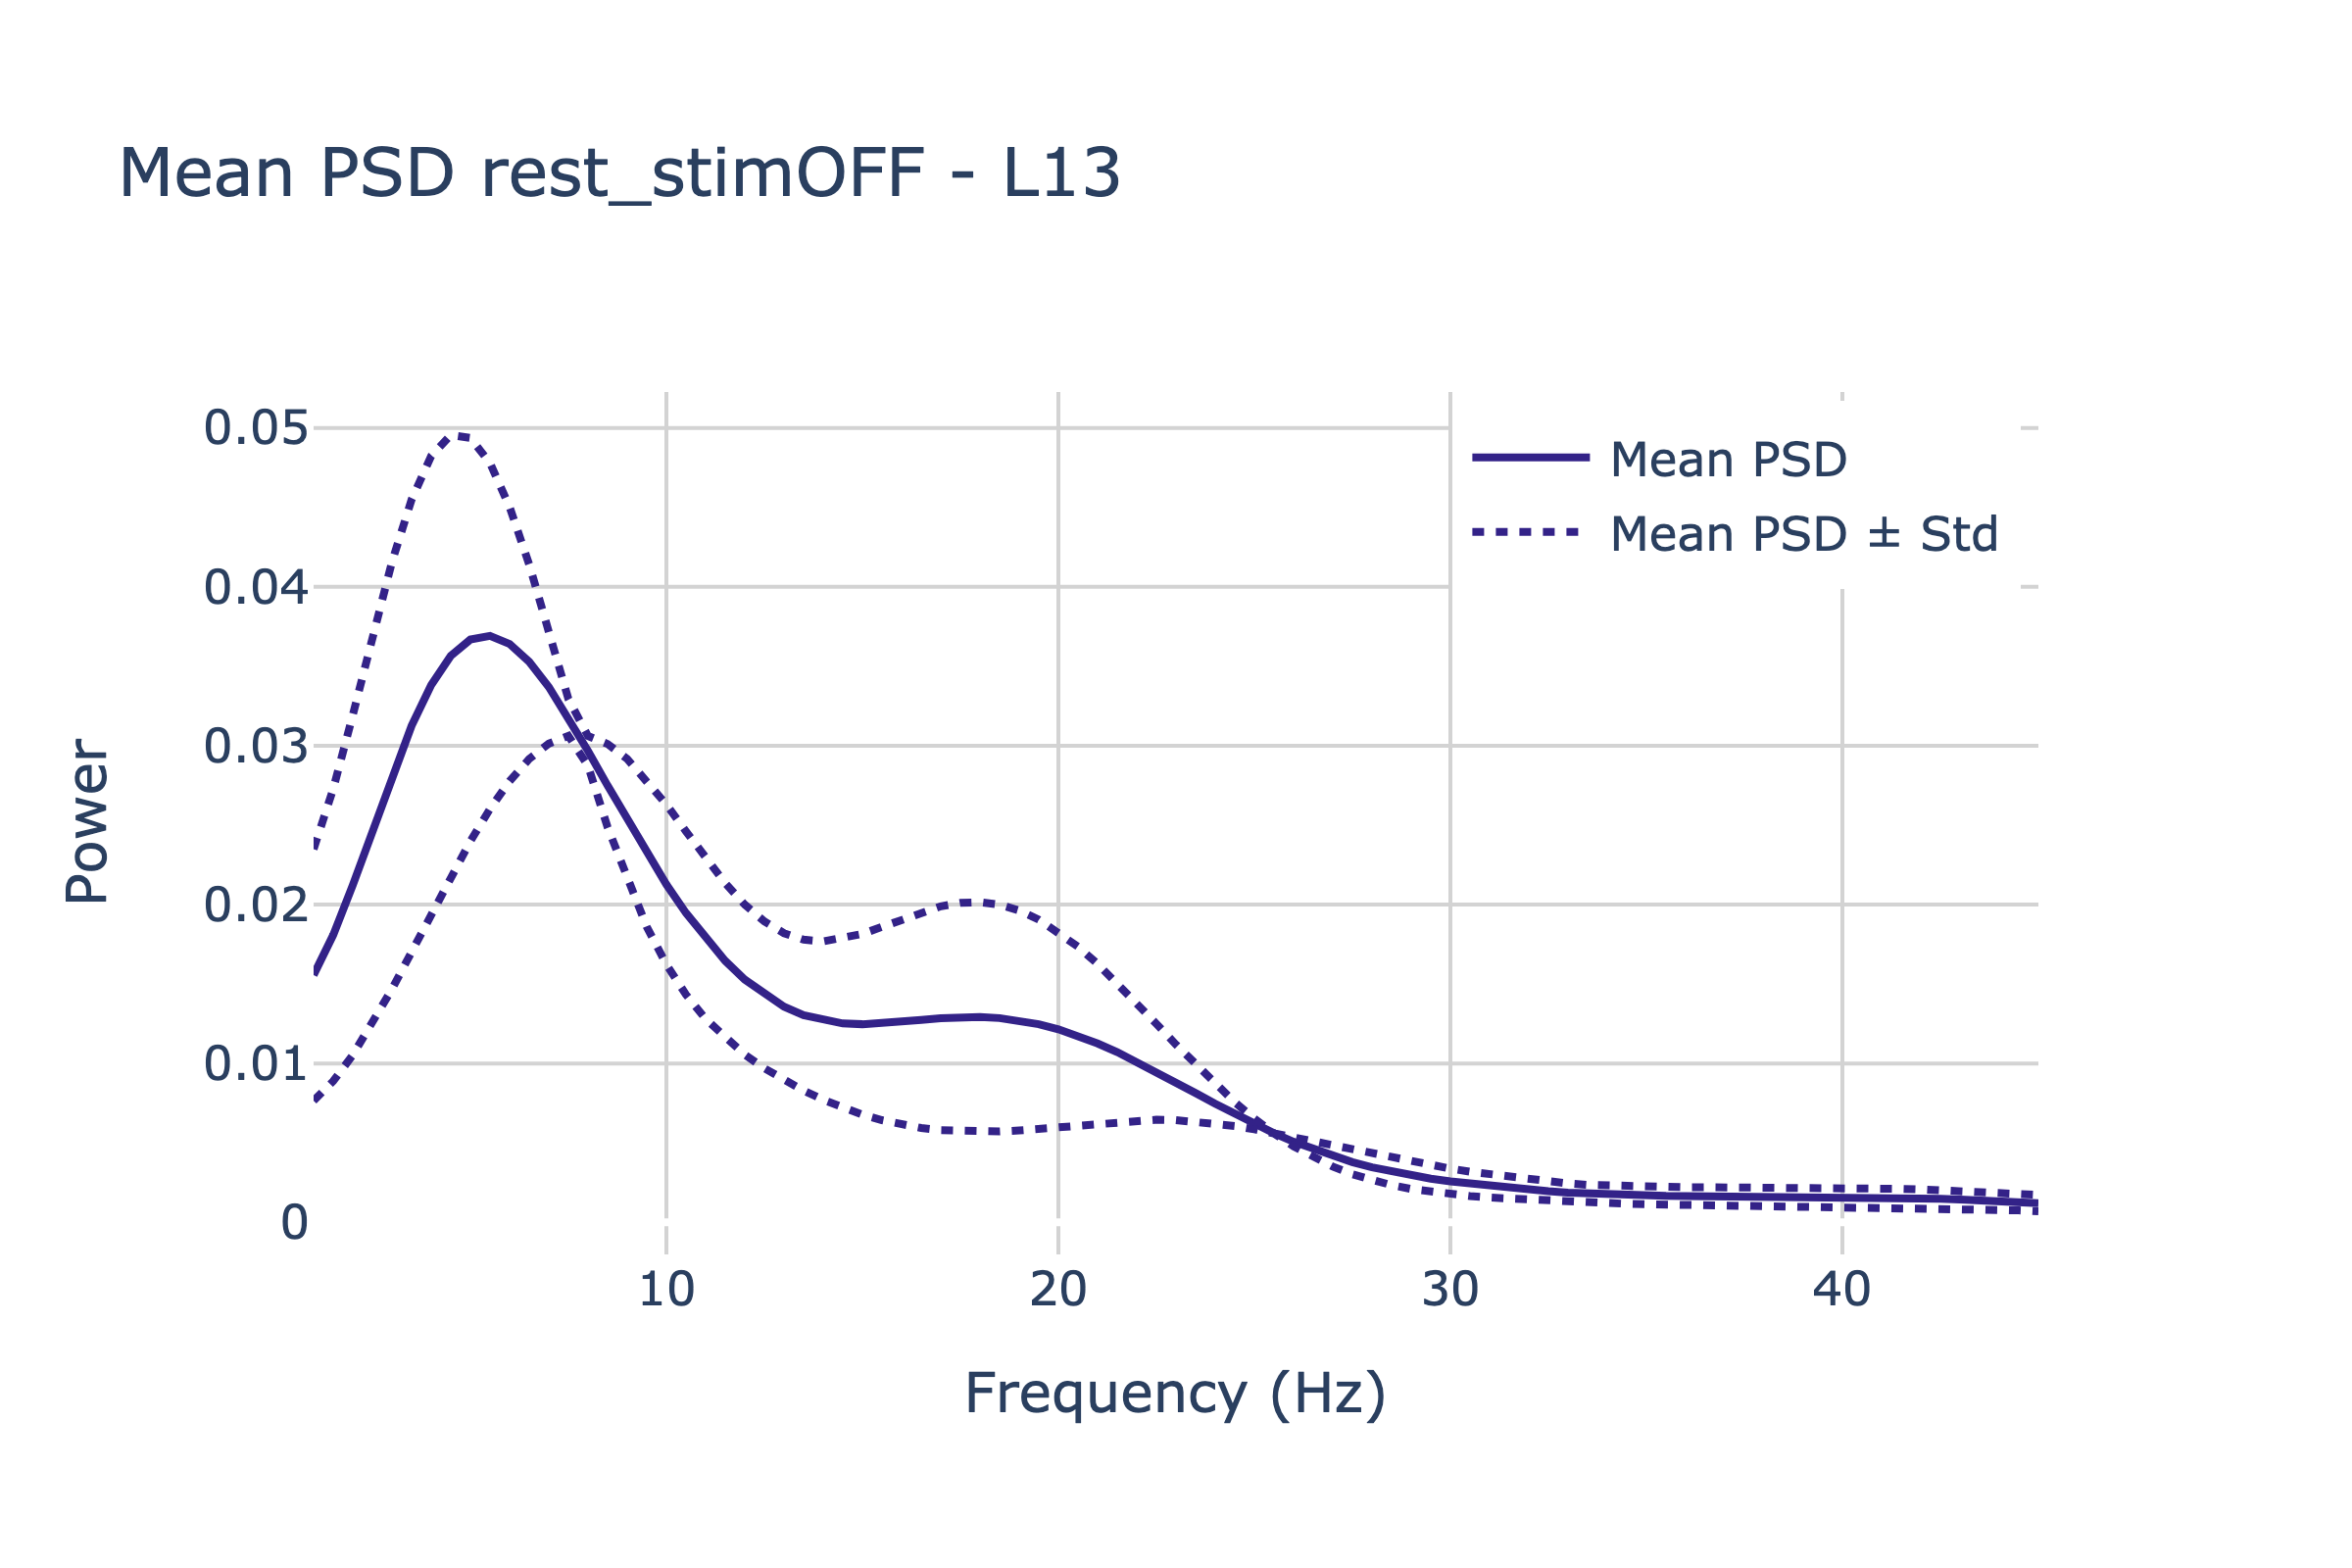 Mean PSD rest_stimOFF - L13
Mean PSD
Mean PSD ± Std
Power
0.05
0.04
0.03
0.02
0.01
0
10 20 30 40
Frequency (Hz)